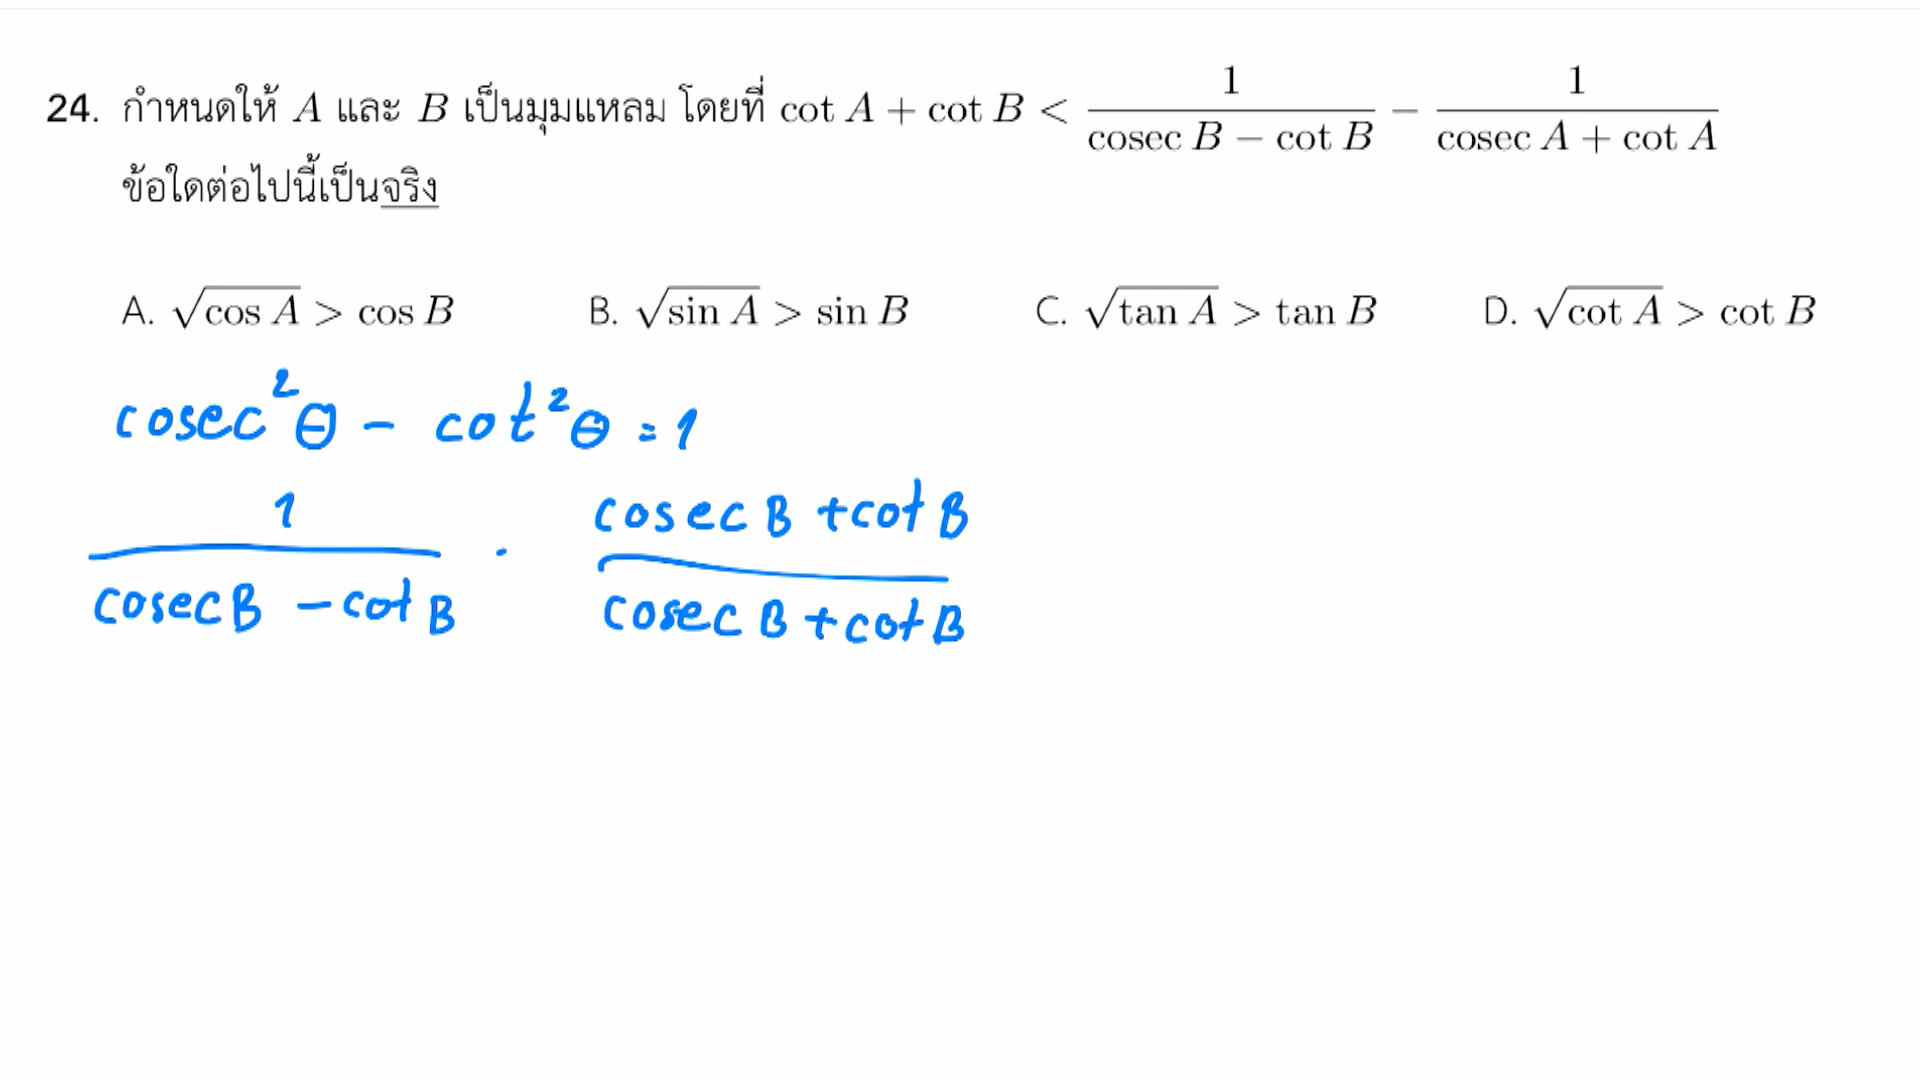 24. กำหนดให้ A และ B เป็นมุมแหลม โดยที่ cot A + cot B < 1/(cosec B − cot B) − 1/(cosec A + cot A)
ข้อใดต่อไปนี้เป็นจริง
A. √cos A > cos B B. √sin A > sin B C. √tan A > tan B D. √cot A > cot B
cosec²θ − cot²θ = 1
1/(cosec B − cot B) · (cosec B + cot B)/(cosec B + cot B)